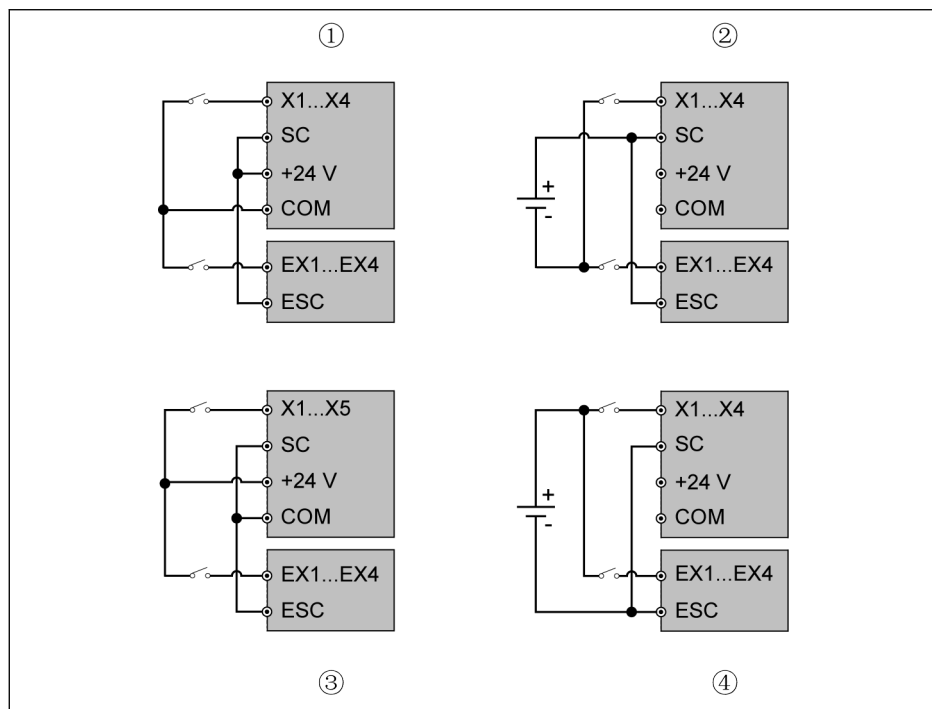 ① ②
X1...X4
SC
+24 V
COM
EX1...EX4
ESC
+
-
X1...X4
SC
+24 V
COM
EX1...EX4
ESC
X1...X5
SC
+24 V
COM
EX1...EX4
ESC
+
-
X1...X4
SC
+24 V
COM
EX1...EX4
ESC
③ ④